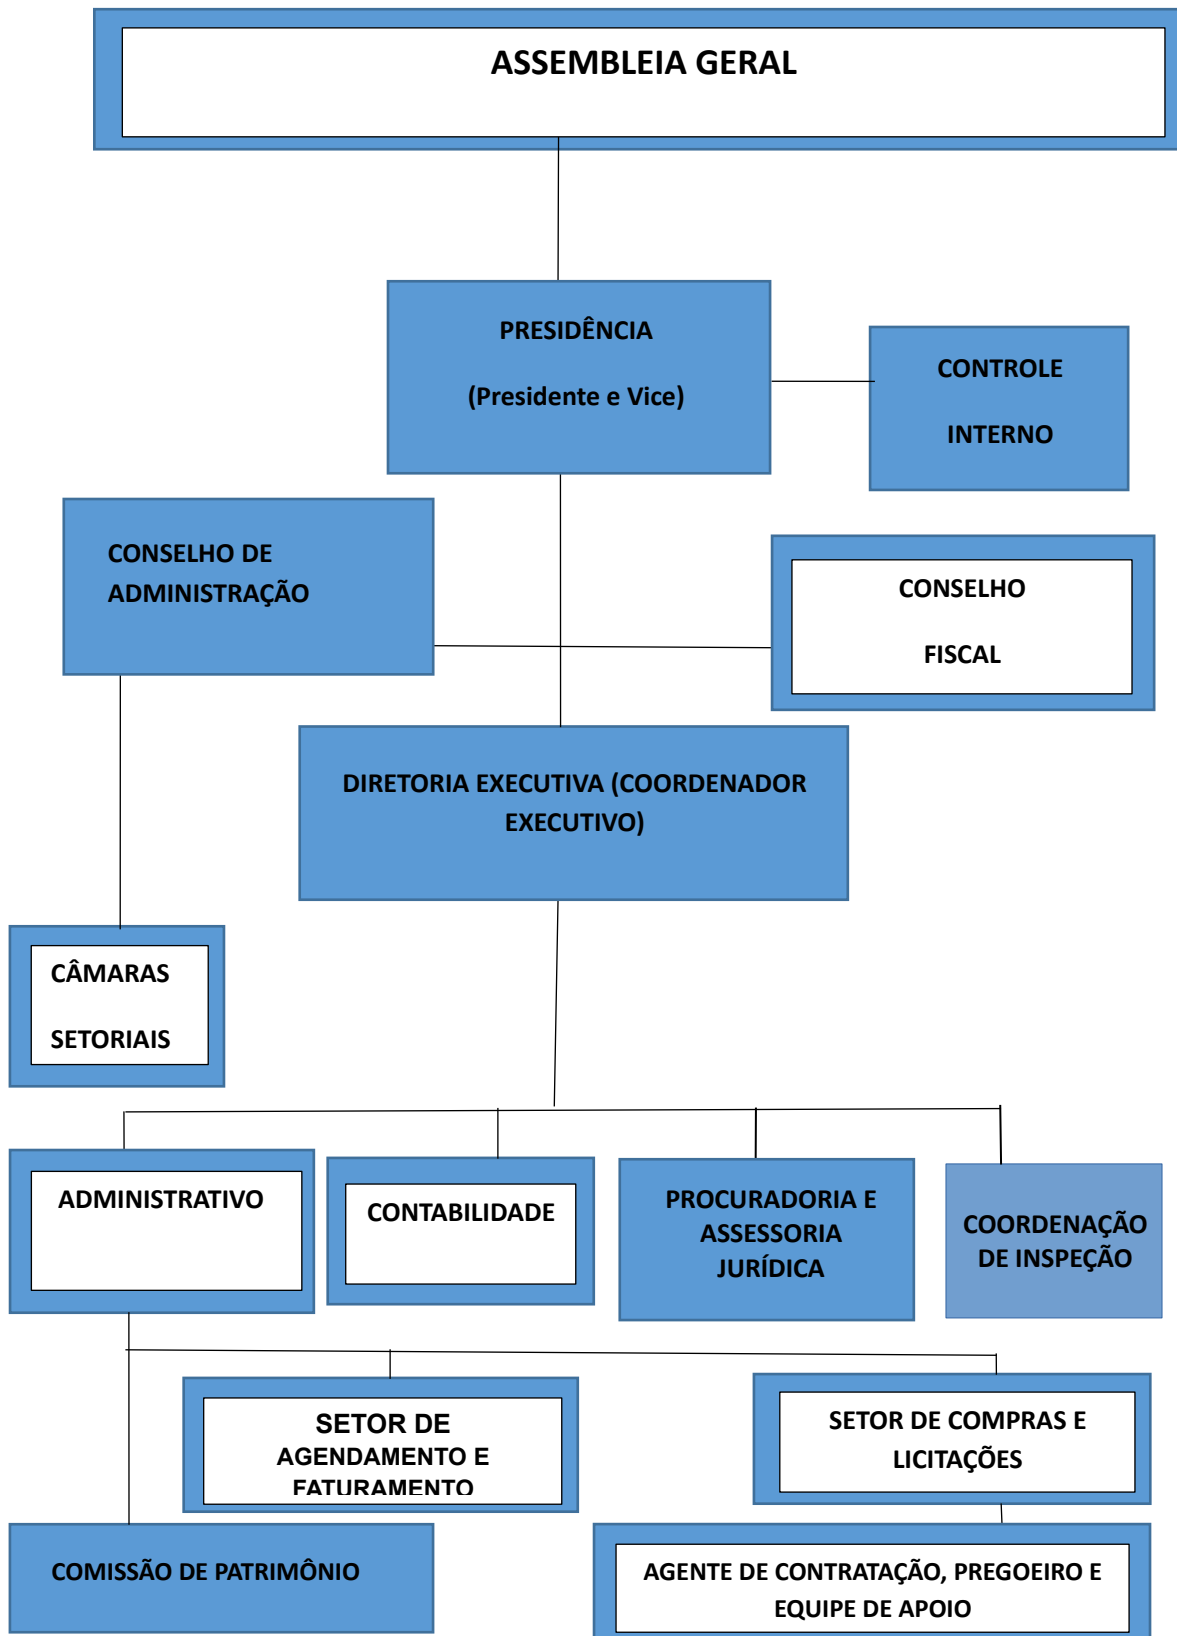 ASSEMBLEIA GERAL
PRESIDÊNCIA
(Presidente e Vice)
CONTROLE
INTERNO
CONSELHO DE
ADMINISTRAÇÃO
CONSELHO
FISCAL
DIRETORIA EXECUTIVA (COORDENADOR
EXECUTIVO)
CÂMARAS
SETORIAIS
ADMINISTRATIVO
CONTABILIDADE
PROCURADORIA E
ASSESSORIA
JURÍDICA
COORDENAÇÃO
DE INSPEÇÃO
SETOR DE
AGENDAMENTO E
FATURAMENTO
SETOR DE COMPRAS E
LICITAÇÕES
COMISSÃO DE PATRIMÔNIO
AGENTE DE CONTRATAÇÃO, PREGOEIRO E
EQUIPE DE APOIO